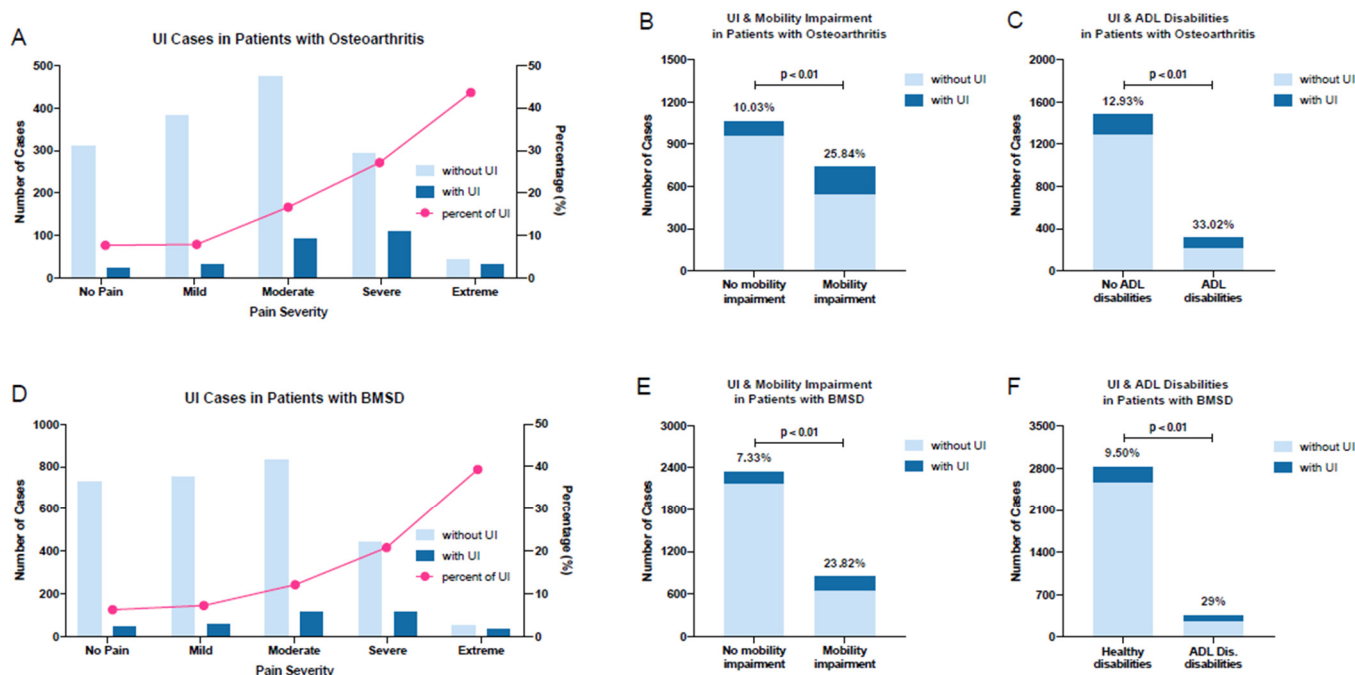 A
UI Cases in Patients with Osteoarthritis
500
400
300
200
100
0
Number of Cases
50
40
30
20
10
0
Percentage (%)
without UI
with UI
percent of UI
No Pain
Mild
Moderate
Severe
Extreme
Pain Severity
B
UI & Mobility Impairment
in Patients with Osteoarthritis
1500
1200
900
600
300
0
Number of Cases
p < 0.01
10.03%
25.84%
without UI
with UI
No mobility
impairment
Mobility
impairment
C
UI & ADL Disabilities
in Patients with Osteoarthritis
2000
1600
1200
800
400
0
Number of Cases
p < 0.01
12.93%
33.02%
without UI
with UI
No ADL
disabilities
ADL
disabilities
D
UI Cases in Patients with BMSD
1000
800
600
400
200
0
Number of Cases
50
40
30
20
10
0
Percentage (%)
without UI
with UI
percent of UI
No Pain
Mild
Moderate
Severe
Extreme
Pain Severity
E
UI & Mobility Impairment
in Patients with BMSD
3000
2400
1800
1200
600
0
Number of Cases
p < 0.01
7.33%
23.82%
without UI
with UI
No mobility
impairment
Mobility
impairment
F
UI & ADL Disabilities
in Patients with BMSD
3500
2800
2100
1400
700
0
Number of Cases
p < 0.01
9.50%
29%
without UI
with UI
Healthy
disabilities
ADL Dis.
disabilities